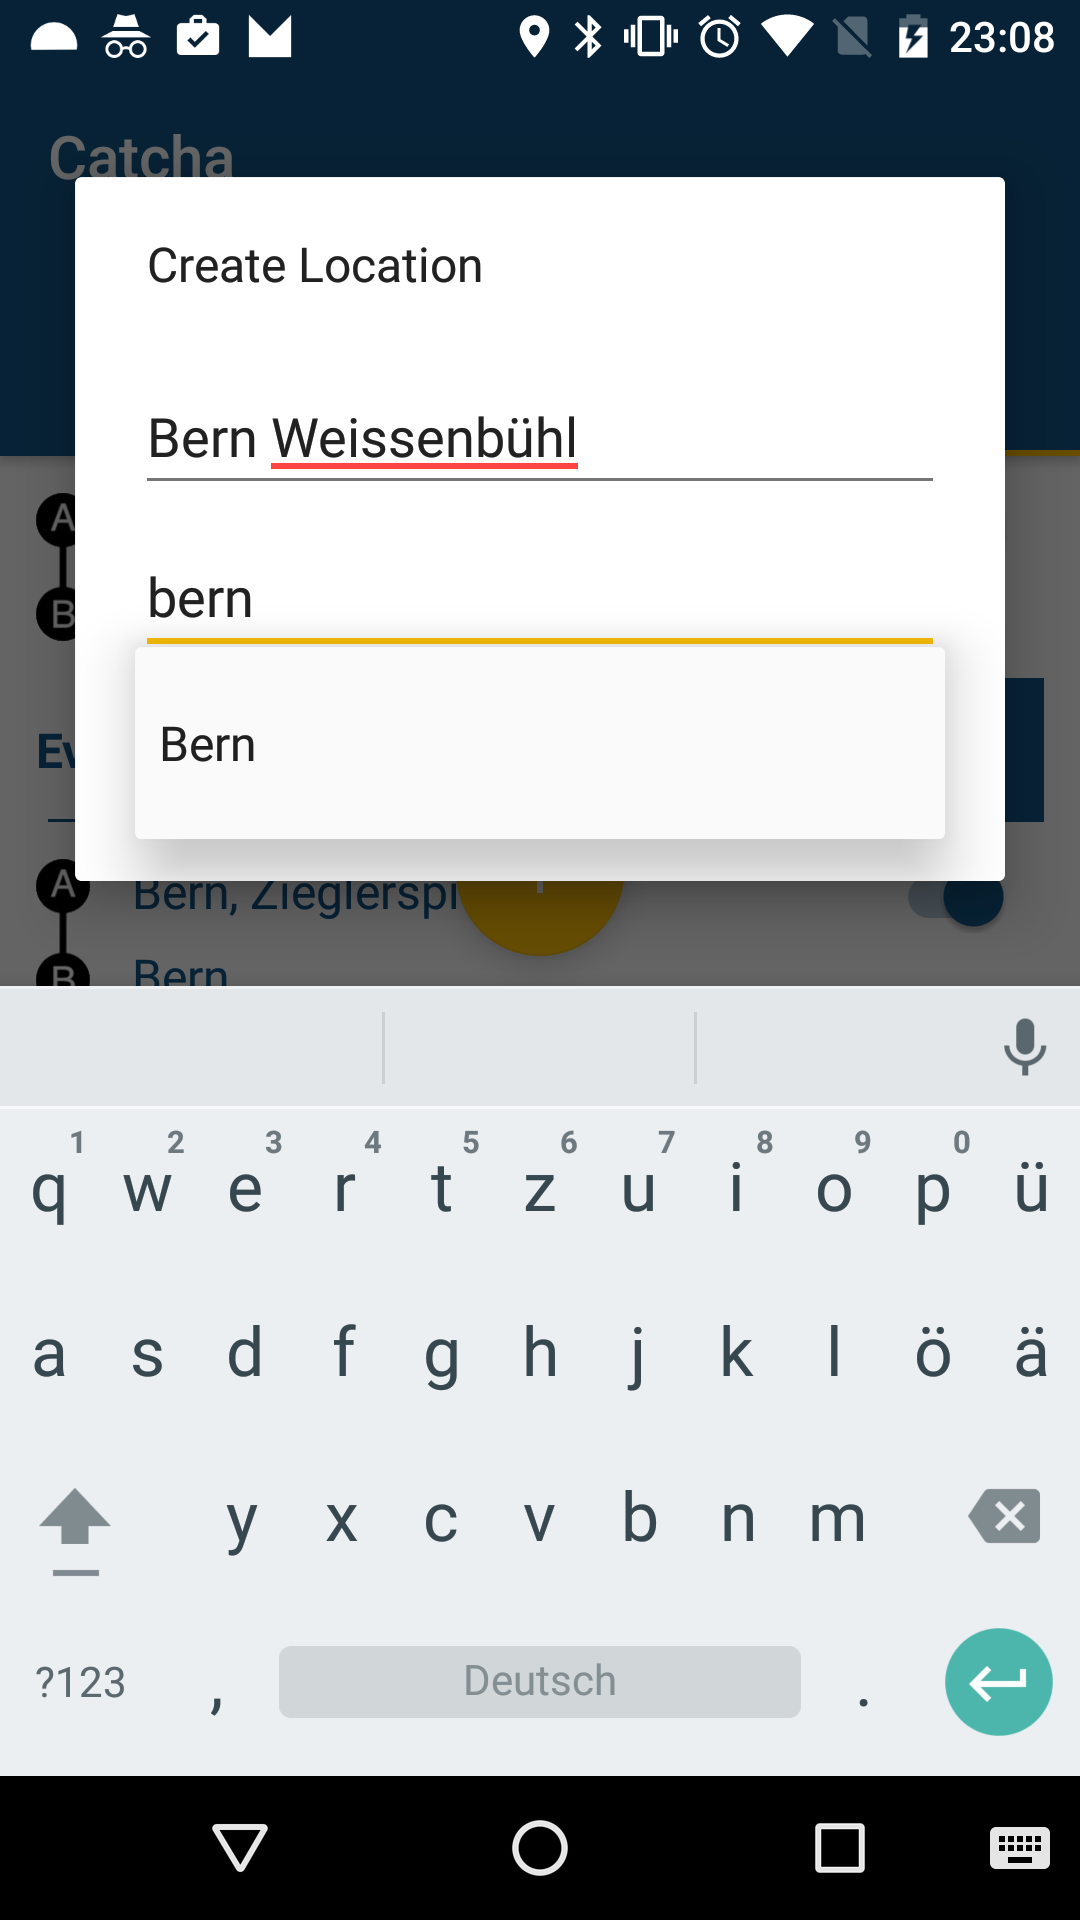 23:08
Catcha
Create Location
Bern Weissenbühl
bern
Bern
A
B
Ev
A
Bern, Zieglerspi
B
Bern
1 2 3 4 5 6 7 8 9 0
q w e r t z u i o p ü
a s d f g h j k l ö ä
y x c v b n m
?123 , Deutsch .